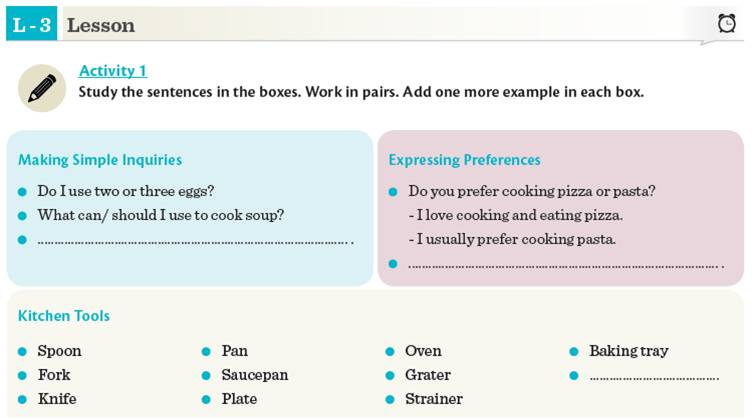 L - 3 Lesson
Activity 1
Study the sentences in the boxes. Work in pairs. Add one more example in each box.
Making Simple Inquiries
Do I use two or three eggs?
What can/ should I use to cook soup?
Expressing Preferences
Do you prefer cooking pizza or pasta?
- I love cooking and eating pizza.
- I usually prefer cooking pasta.
Kitchen Tools
Spoon
Fork
Knife
Pan
Saucepan
Plate
Oven
Grater
Strainer
Baking tray